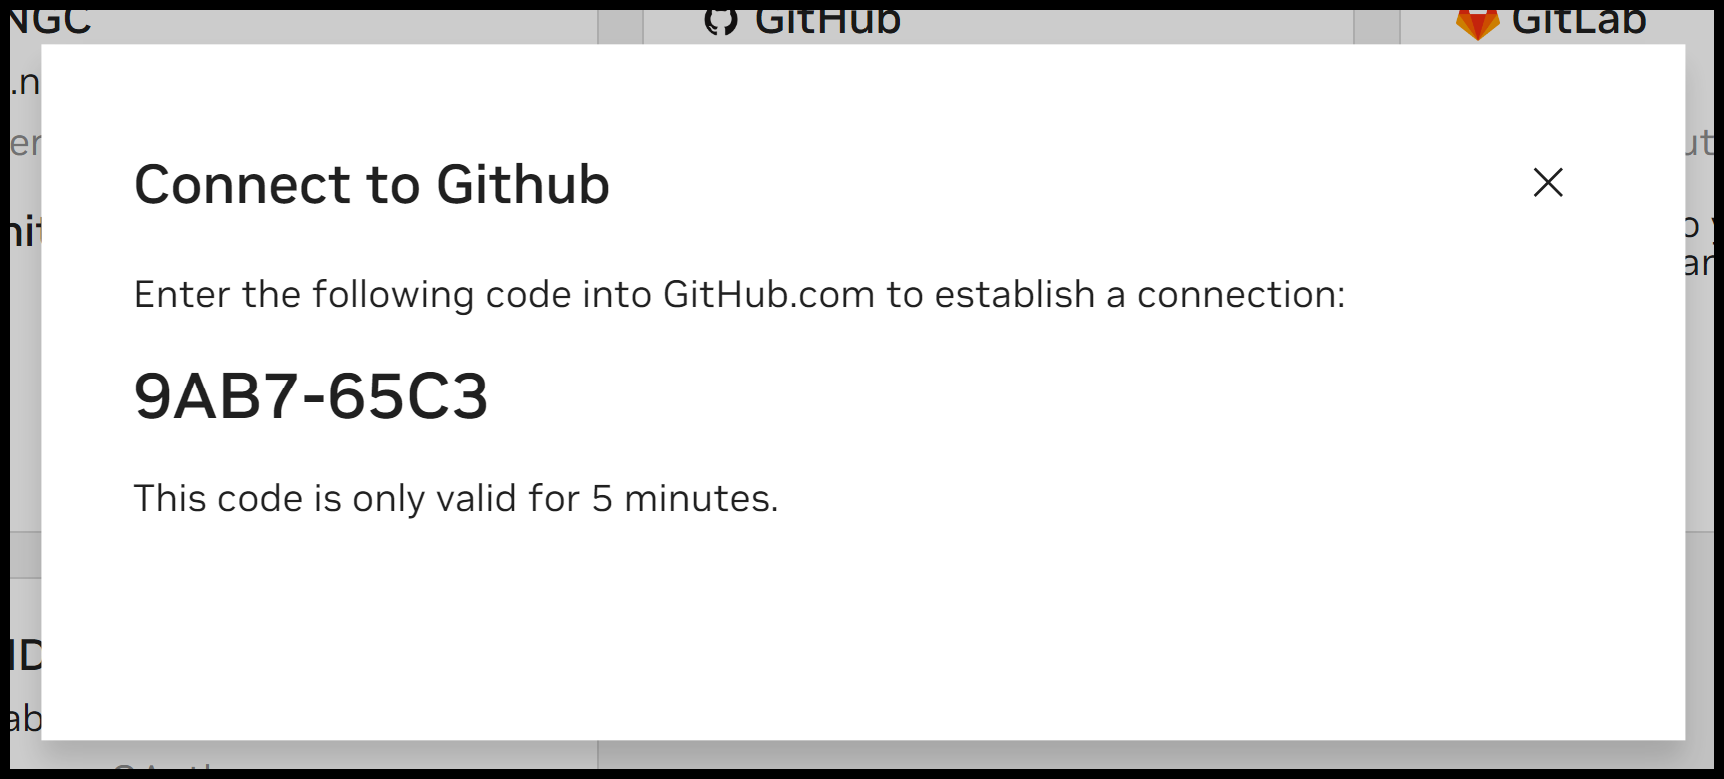 NGC
GitHub
GitLab
Connect to Github
Enter the following code into GitHub.com to establish a connection:
9AB7-65C3
This code is only valid for 5 minutes.